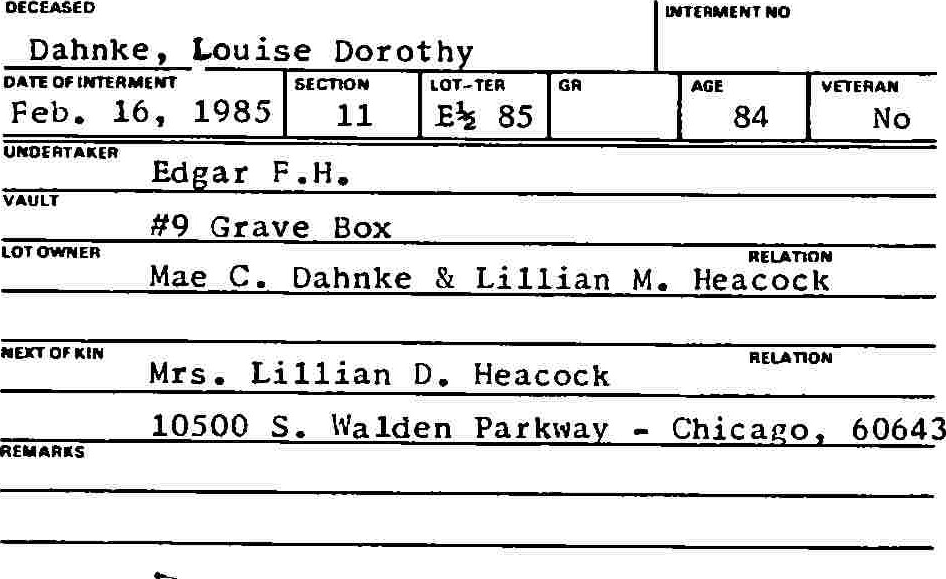 DECEASED INTERMENT NO
Dahnke, Louise Dorothy
DATE OF INTERMENT SECTION LOT-TER GR AGE VETERAN
Feb. 16, 1985 11 E½ 85 84 No
UNDERTAKER
Edgar F.H.
VAULT
#9 Grave Box
LOT OWNER RELATION
Mae C. Dahnke & Lillian M. Heacock
NEXT OF KIN RELATION
Mrs. Lillian D. Heacock
10500 S. Walden Parkway - Chicago, 60643
REMARKS